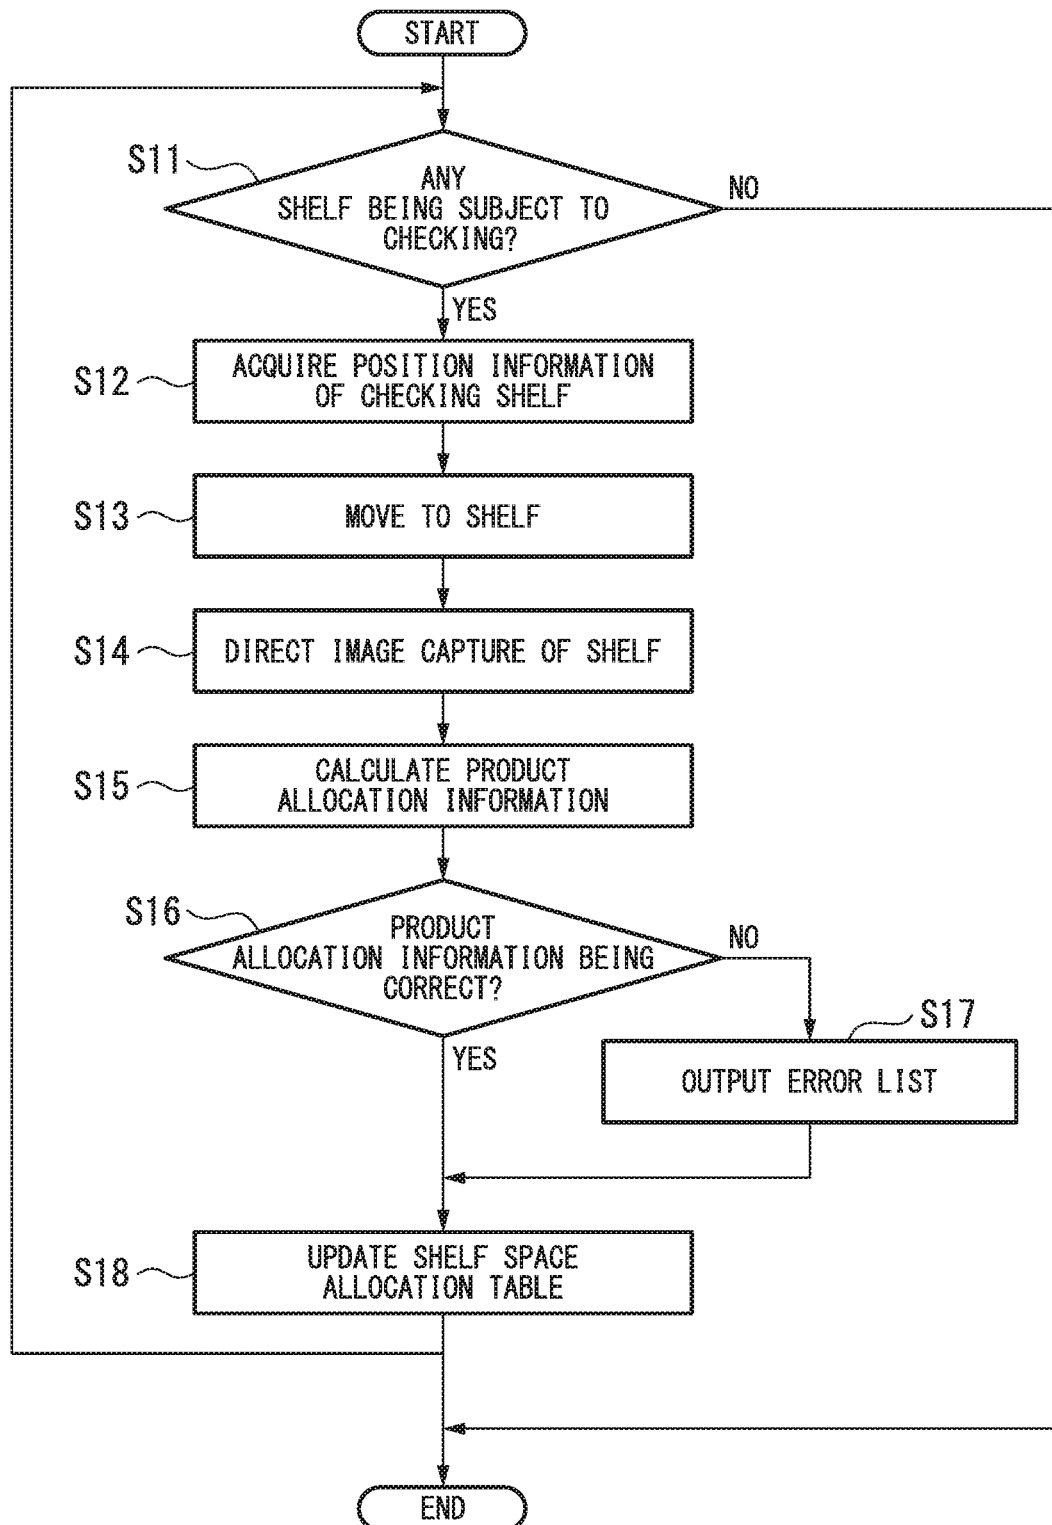 START
S11
ANY
SHELF BEING SUBJECT TO
CHECKING?
NO
YES
S12
ACQUIRE POSITION INFORMATION
OF CHECKING SHELF
S13
MOVE TO SHELF
S14
DIRECT IMAGE CAPTURE OF SHELF
S15
CALCULATE PRODUCT
ALLOCATION INFORMATION
S16
PRODUCT
ALLOCATION INFORMATION BEING
CORRECT?
NO
YES
S17
OUTPUT ERROR LIST
S18
UPDATE SHELF SPACE
ALLOCATION TABLE
END